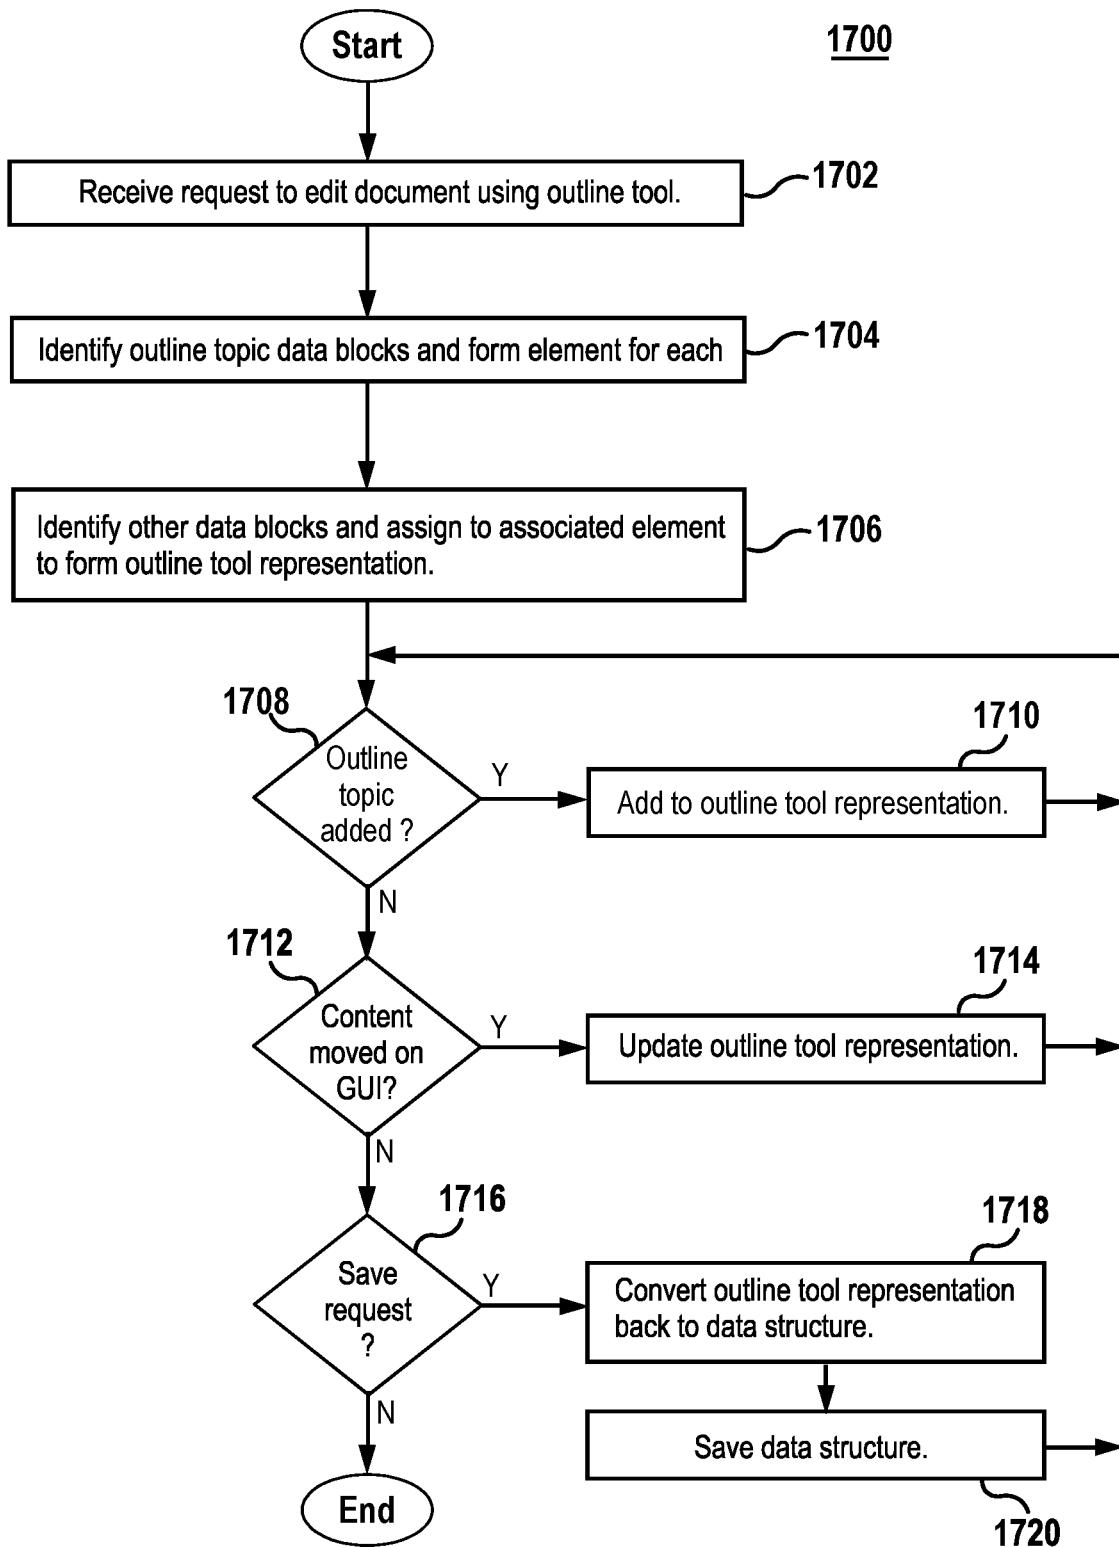 Start
1700
Receive request to edit document using outline tool.
1702
Identify outline topic data blocks and form element for each
1704
Identify other data blocks and assign to associated element
to form outline tool representation.
1706
1708
Outline
topic
added ?
Y
N
1710
Add to outline tool representation.
1712
Content
moved on
GUI?
Y
N
1714
Update outline tool representation.
1716
Save
request
?
Y
N
1718
Convert outline tool representation
back to data structure.
Save data structure.
1720
End